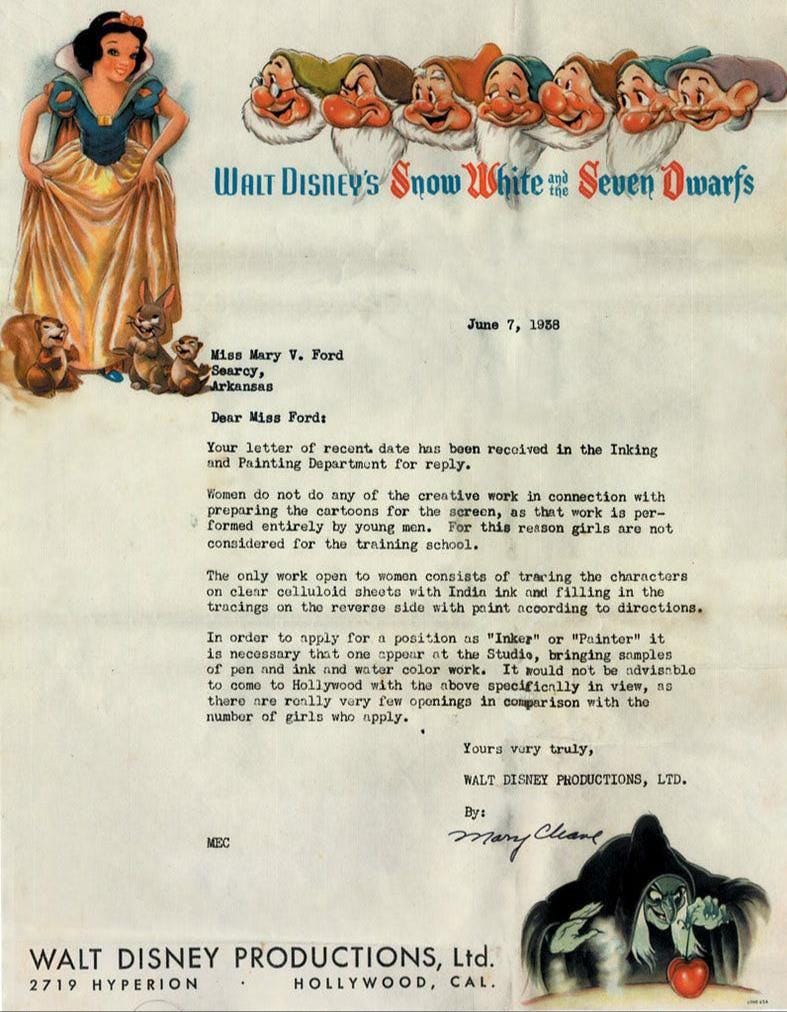 WALT DISNEY'S Snow White and the Seven Dwarfs
June 7, 1938
Miss Mary V. Ford
Searcy,
Arkansas
Dear Miss Ford:
Your letter of recent date has been received in the Inking
and Painting Department for reply.
Women do not do any of the creative work in connection with
preparing the cartoons for the screen, as that work is per-
formed entirely by young men. For this reason girls are not
considered for the training school.
The only work open to women consists of tracing the characters
on clear celluloid sheets with India ink and filling in the
tracings on the reverse side with paint according to directions.
In order to apply for a position as "Inker" or "Painter" it
is necessary that one appear at the Studio, bringing samples
of pen and ink and water color work. It would not be advisable
to come to Hollywood with the above specifically in view, as
there are really very few openings in comparison with the
number of girls who apply.
Yours very truly,
WALT DISNEY PRODUCTIONS, LTD.
By:
Mary Cleave
MEC
WALT DISNEY PRODUCTIONS, Ltd.
2719 HYPERION · HOLLYWOOD, CAL.